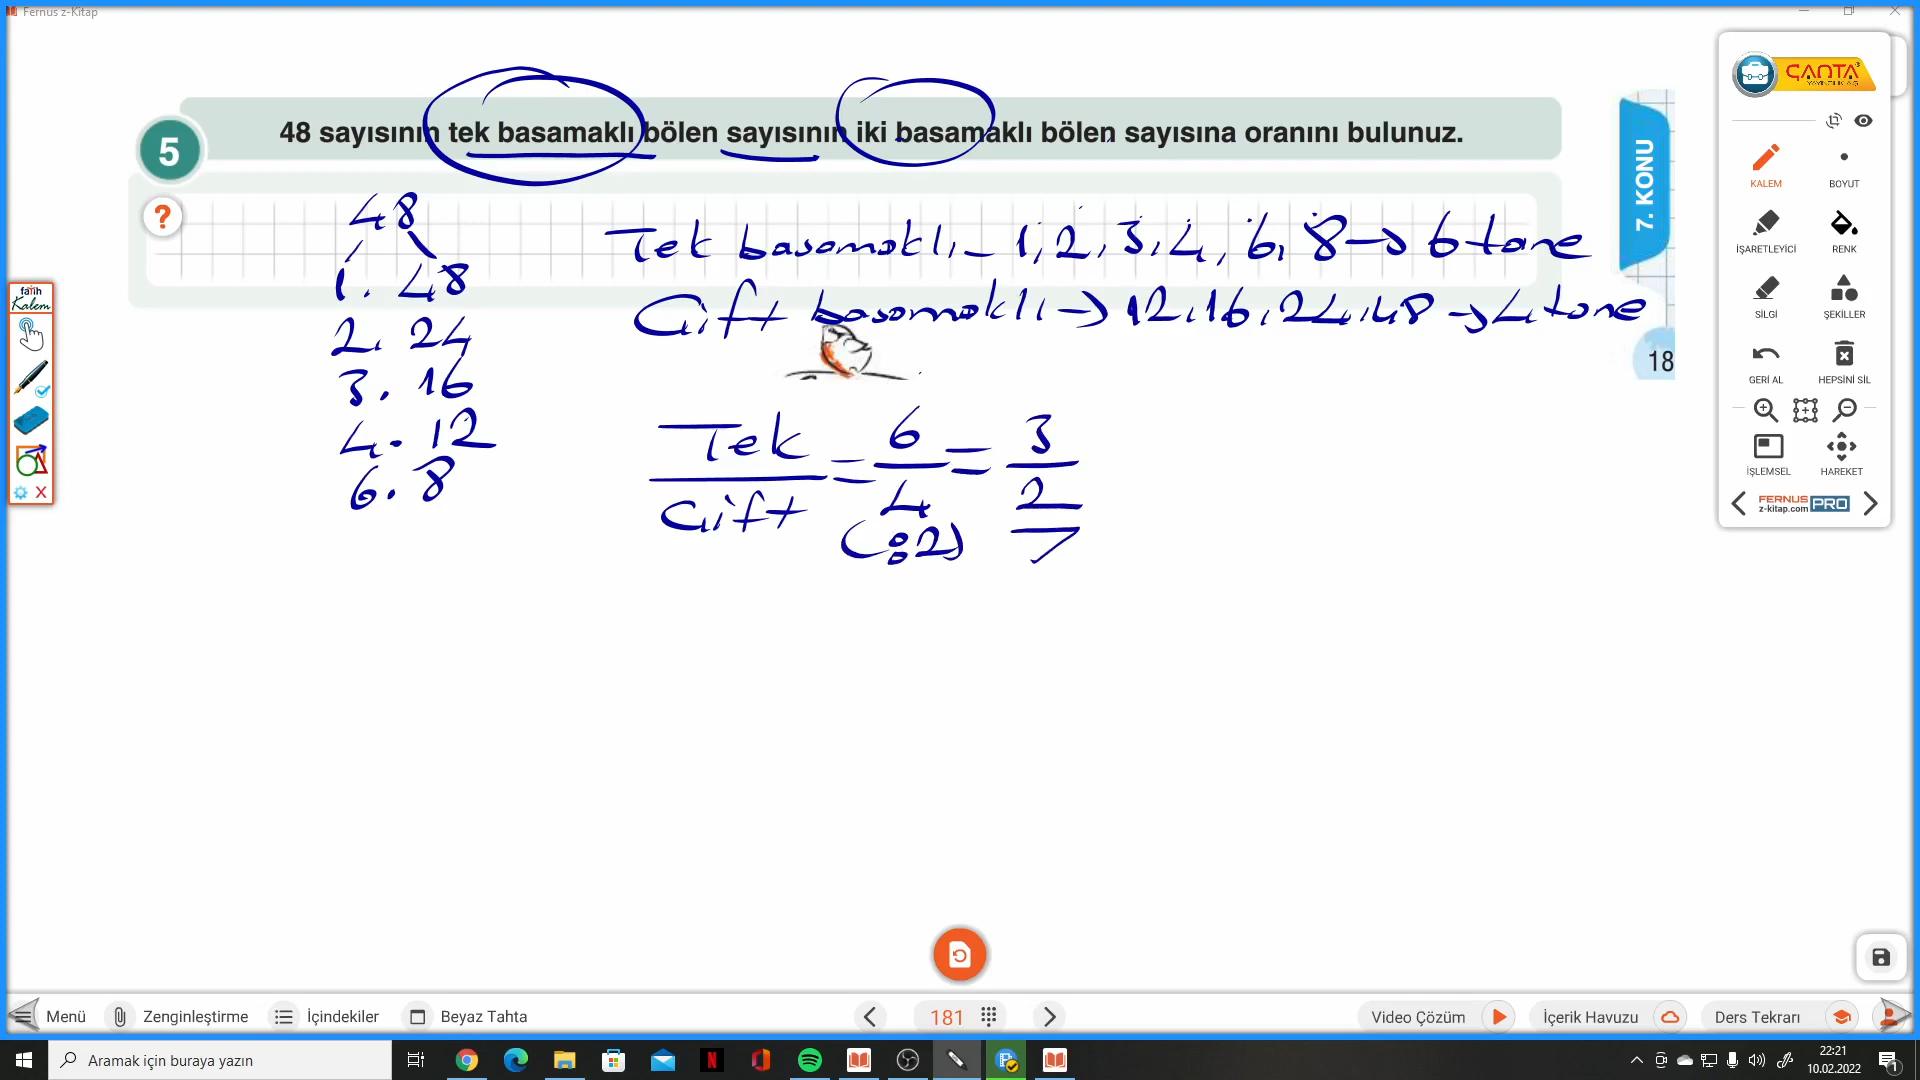 Fernus z-Kitap
5 48 sayısının tek basamaklı bölen sayısının iki basamaklı bölen sayısına oranını bulunuz.
?
48
1. 48
2. 24
3. 16
4. 12
6. 8
Tek basamaklı - 1, 2, 3, 4, 6, 8 → 6 tane
Çift basamaklı → 12, 16, 24, 48 → 4 tane
Tek / Çift = 6 / 4 = 3 / 2
(:2)
7. KONU
18
fatih
Kalem
ÇANTA
YAYINCILIK A.Ş.
KALEM BOYUT
İŞARETLEYİCİ RENK
SİLGİ ŞEKİLLER
GERİ AL HEPSİNİ SİL
İŞLEMSEL HAREKET
FERNUS
z-kitap.com PRO
Menü Zenginleştirme İçindekiler Beyaz Tahta 181 Video Çözüm İçerik Havuzu Ders Tekrarı
Aramak için buraya yazın
22:21
10.02.2022
1